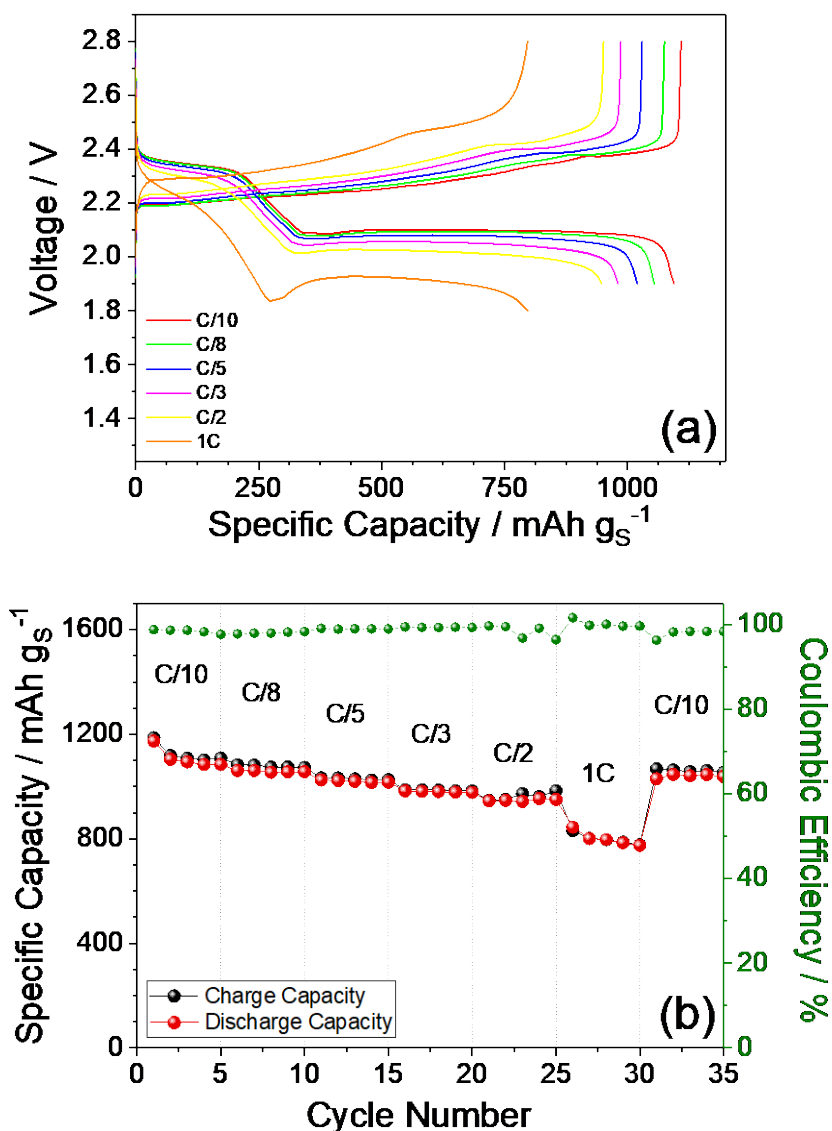 2.8
2.6
2.4
2.2
2.0
1.8
1.6
1.4
Voltage / V
C/10
C/8
C/5
C/3
C/2
1C
(a)
0 250 500 750 1000
Specific Capacity / mAh gS-1
1600
1200
800
400
0
Specific Capacity / mAh gS-1
C/10
C/8
C/5
C/3
C/2
1C
C/10
100
80
60
40
20
0
Coulombic Efficiency / %
Charge Capacity
Discharge Capacity
(b)
0 5 10 15 20 25 30 35
Cycle Number